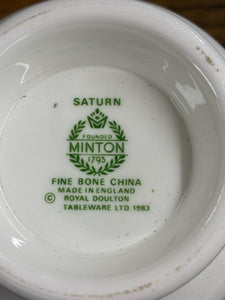 SATURN
FOUNDED
MINTON
1793
FINE BONE CHINA
MADE IN ENGLAND
© ROYAL DOULTON
TABLEWARE LTD. 1983